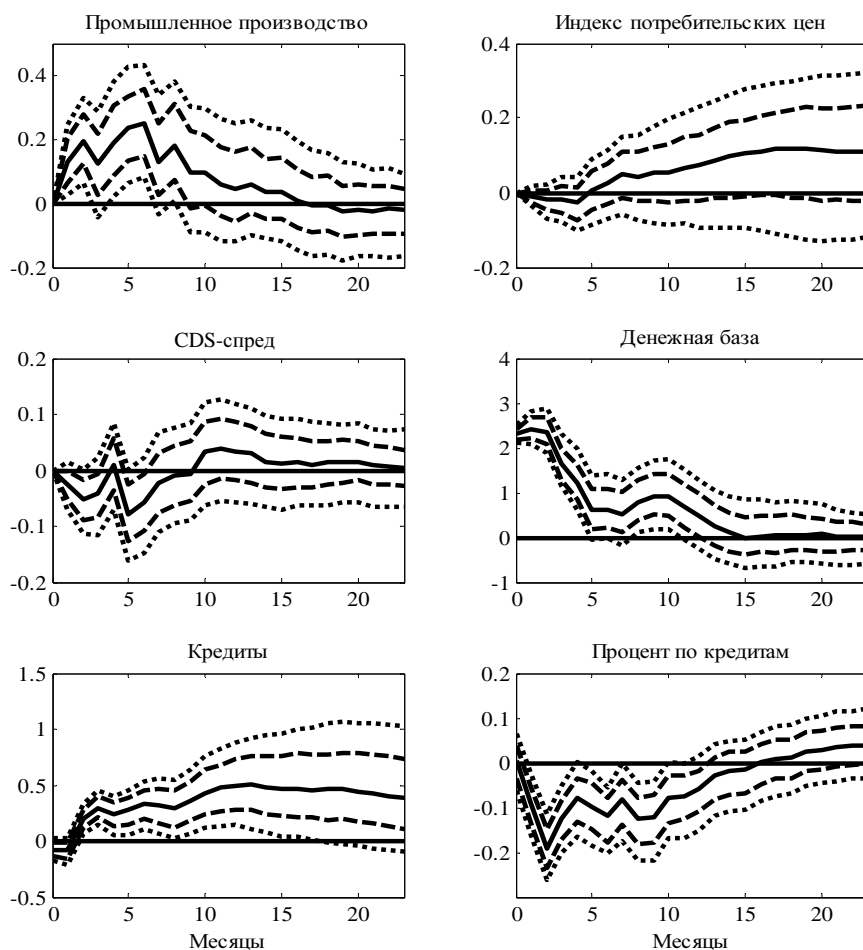 Промышленное производство
0.4
0.2
0
-0.2
0 5 10 15 20
Индекс потребительских цен
0.4
0.2
0
-0.2
0 5 10 15 20
CDS-спред
0.2
0.1
0
-0.1
-0.2
0 5 10 15 20
Денежная база
4
3
2
1
0
-1
0 5 10 15 20
Кредиты
1.5
1
0.5
0
-0.5
0 5 10 15 20
Месяцы
Процент по кредитам
0.2
0.1
0
-0.1
-0.2
0 5 10 15 20
Месяцы